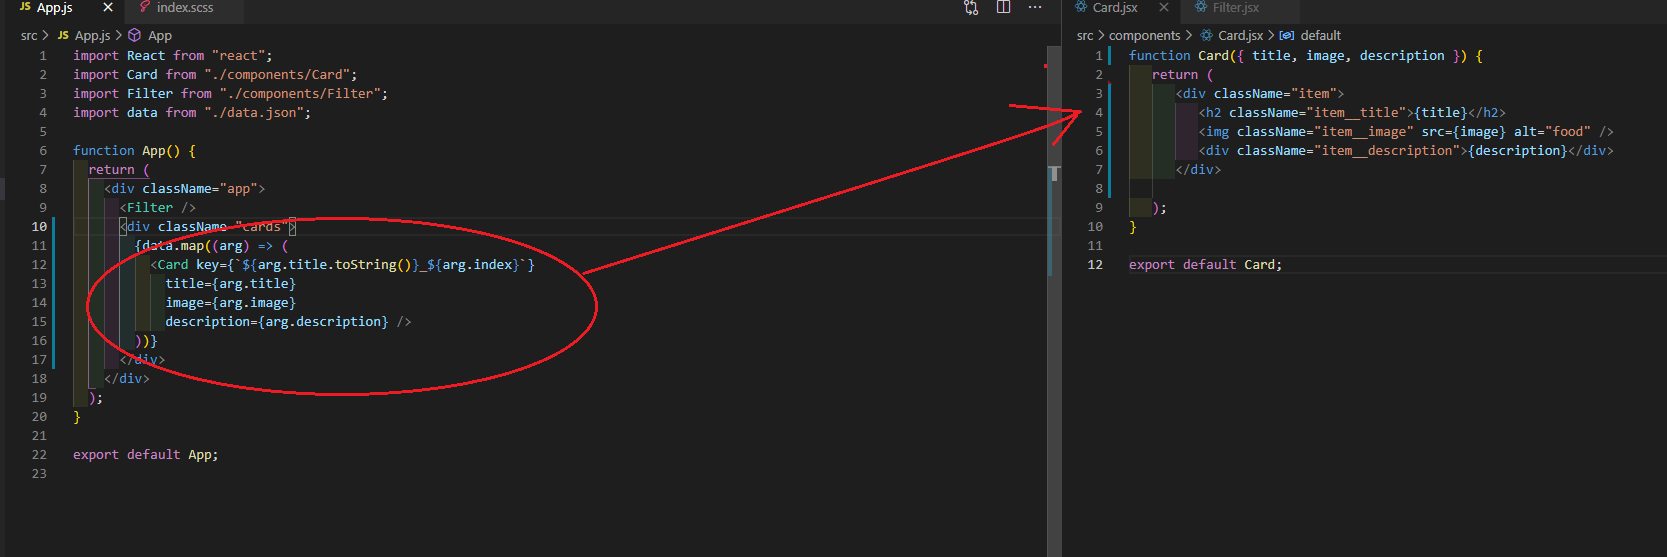 JS App.js
index.scss
src > JS App.js > App
1 import React from "react";
2 import Card from "./components/Card";
3 import Filter from "./components/Filter";
4 import data from "./data.json";
5
6 function App() {
7 return (
8 <div className="app">
9 <Filter />
10 <div className="cards">
11 {data.map((arg) => (
12 <Card key={`${arg.title.toString()}_${arg.index}`}
13 title={arg.title}
14 image={arg.image}
15 description={arg.description} />
16 ))}
17 </div>
18 </div>
19 );
20 }
21
22 export default App;
23
Card.jsx
Filter.jsx
src > components > Card.jsx > default
1 function Card({ title, image, description }) {
2 return (
3 <div className="item">
4 <h2 className="item__title">{title}</h2>
5 <img className="item__image" src={image} alt="food" />
6 <div className="item__description">{description}</div>
7 </div>
8
9 );
10 }
11
12 export default Card;